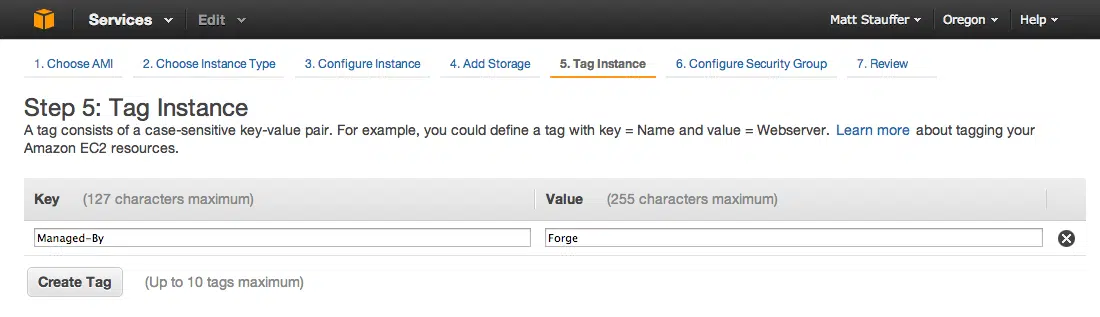 Services Edit Matt Stauffer Oregon Help
1. Choose AMI 2. Choose Instance Type 3. Configure Instance 4. Add Storage 5. Tag Instance 6. Configure Security Group 7. Review
Step 5: Tag Instance
A tag consists of a case-sensitive key-value pair. For example, you could define a tag with key = Name and value = Webserver. Learn more about tagging your
Amazon EC2 resources.
Key (127 characters maximum) Value (255 characters maximum)
Managed-By Forge
Create Tag (Up to 10 tags maximum)